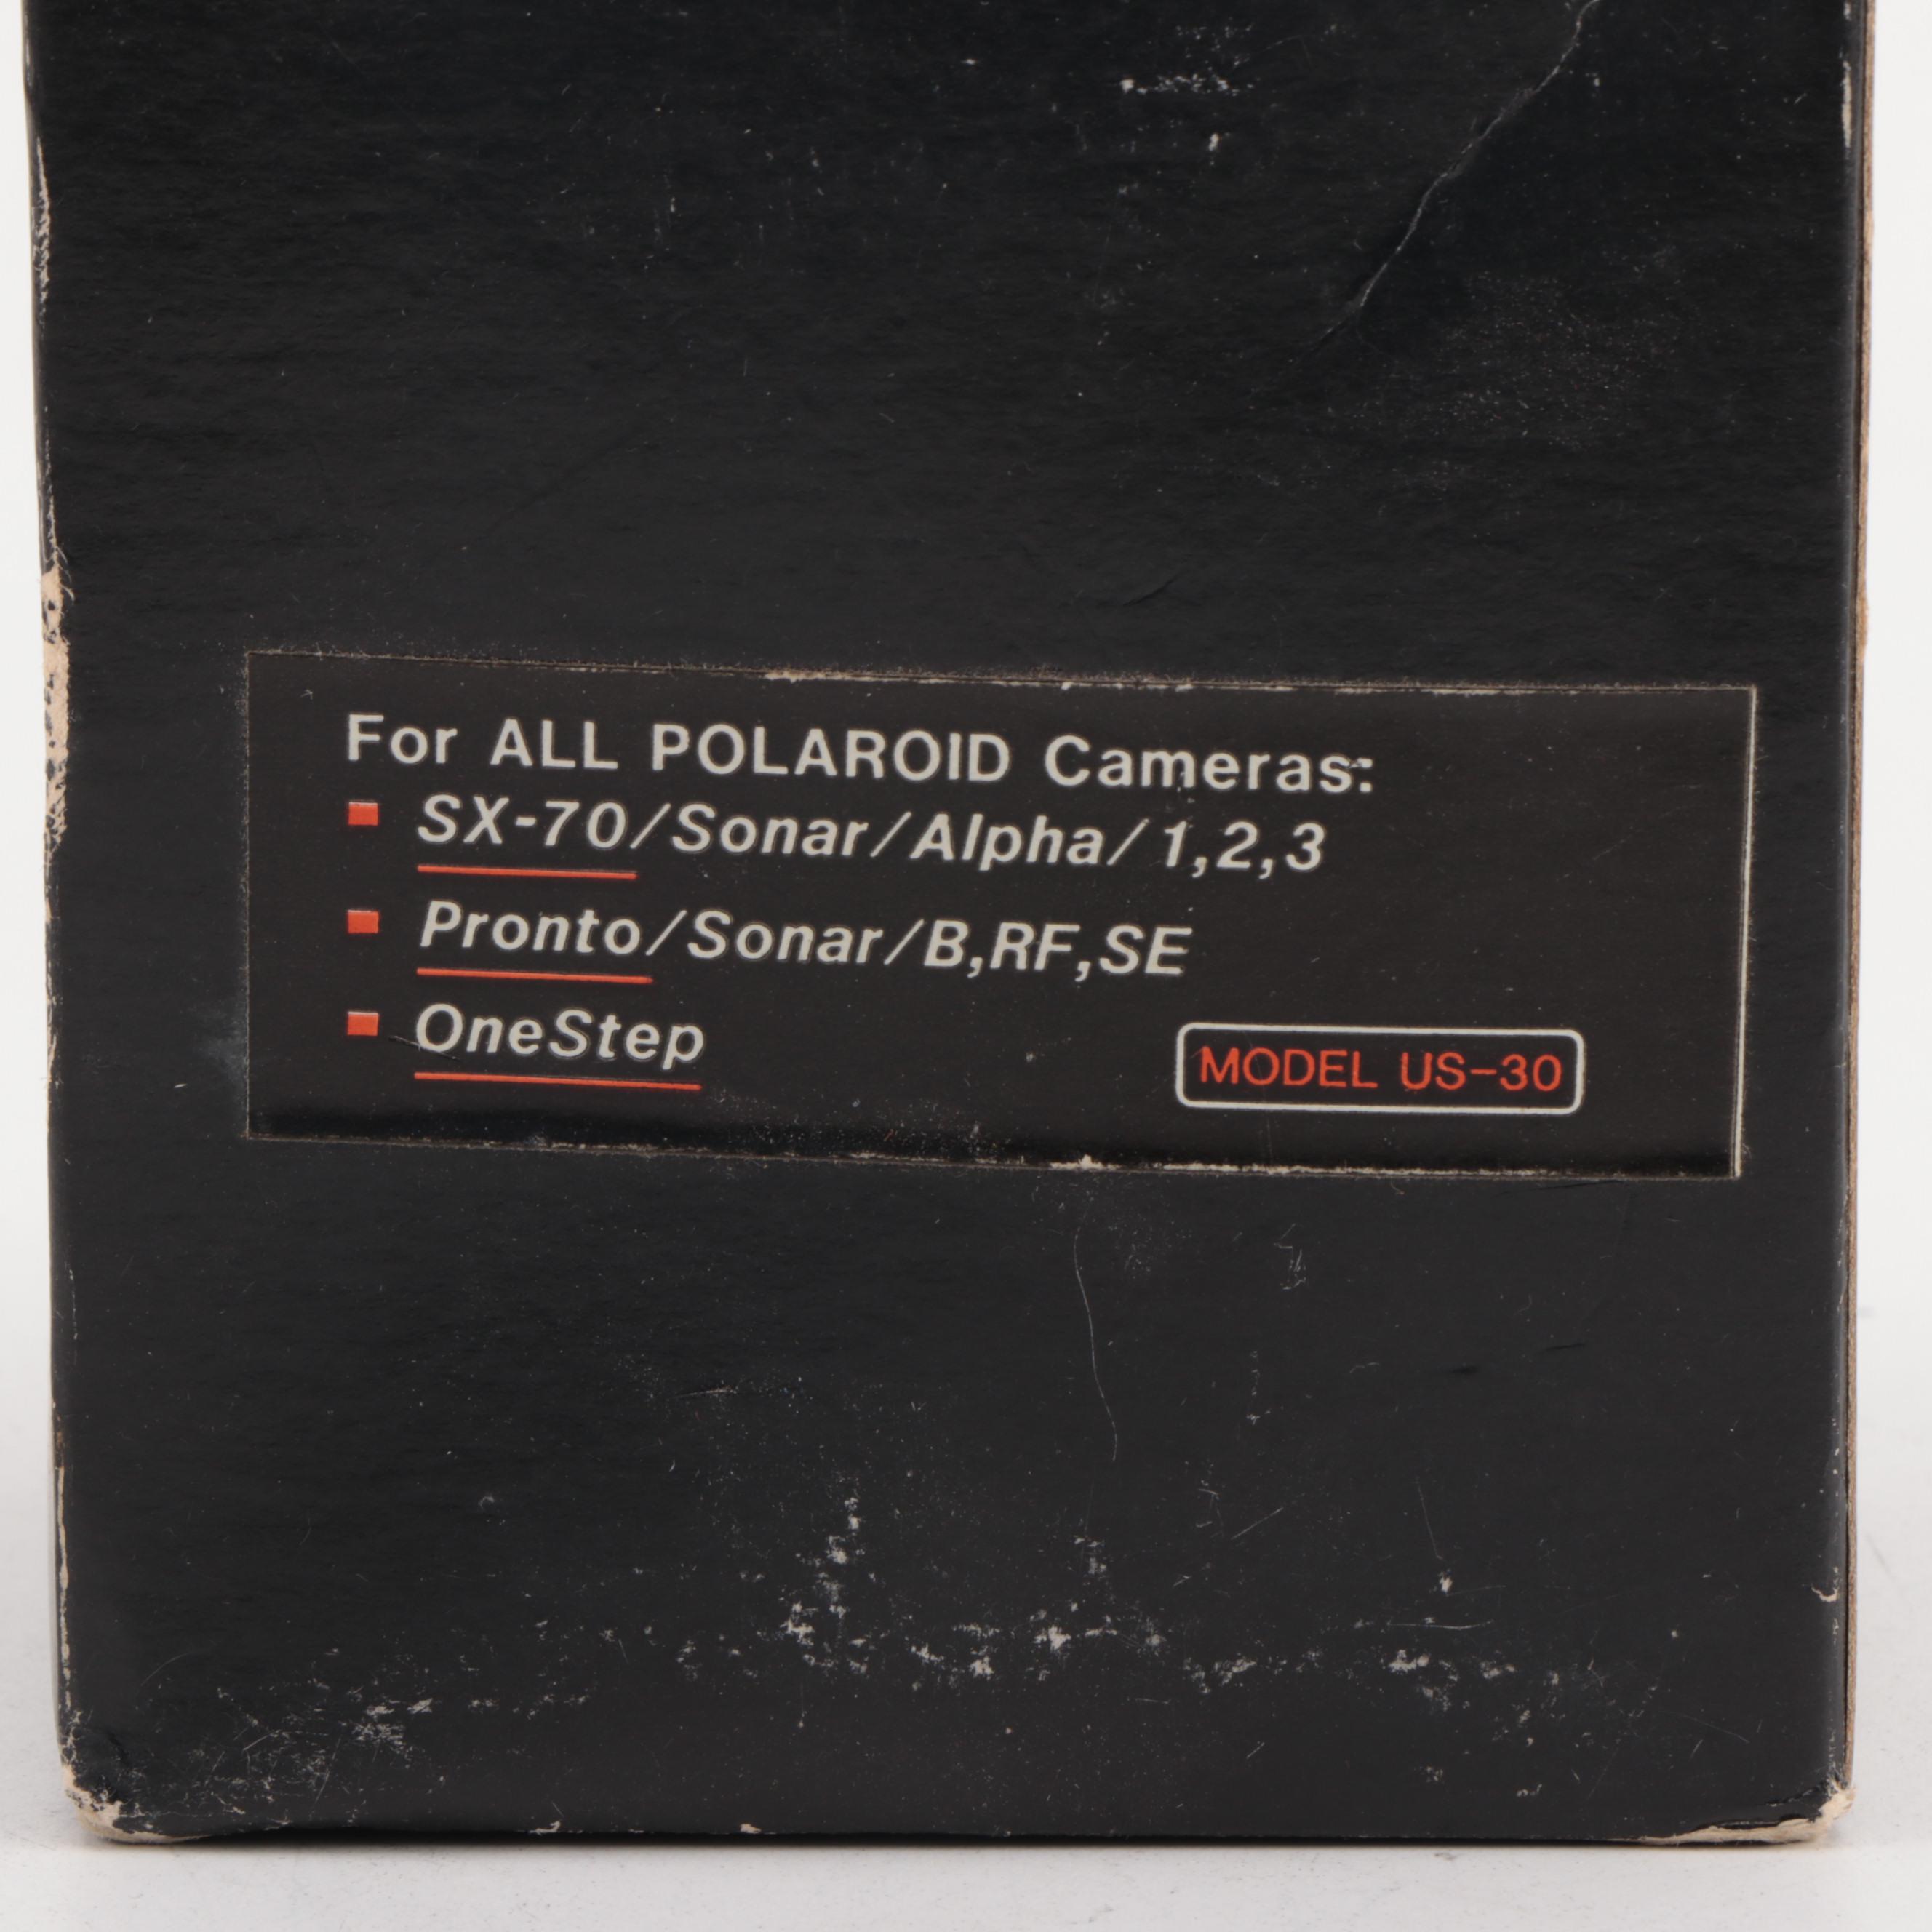 For ALL POLAROID Cameras:
SX-70/Sonar/Alpha/1,2,3
Pronto/Sonar/B,RF,SE
OneStep
MODEL US-30